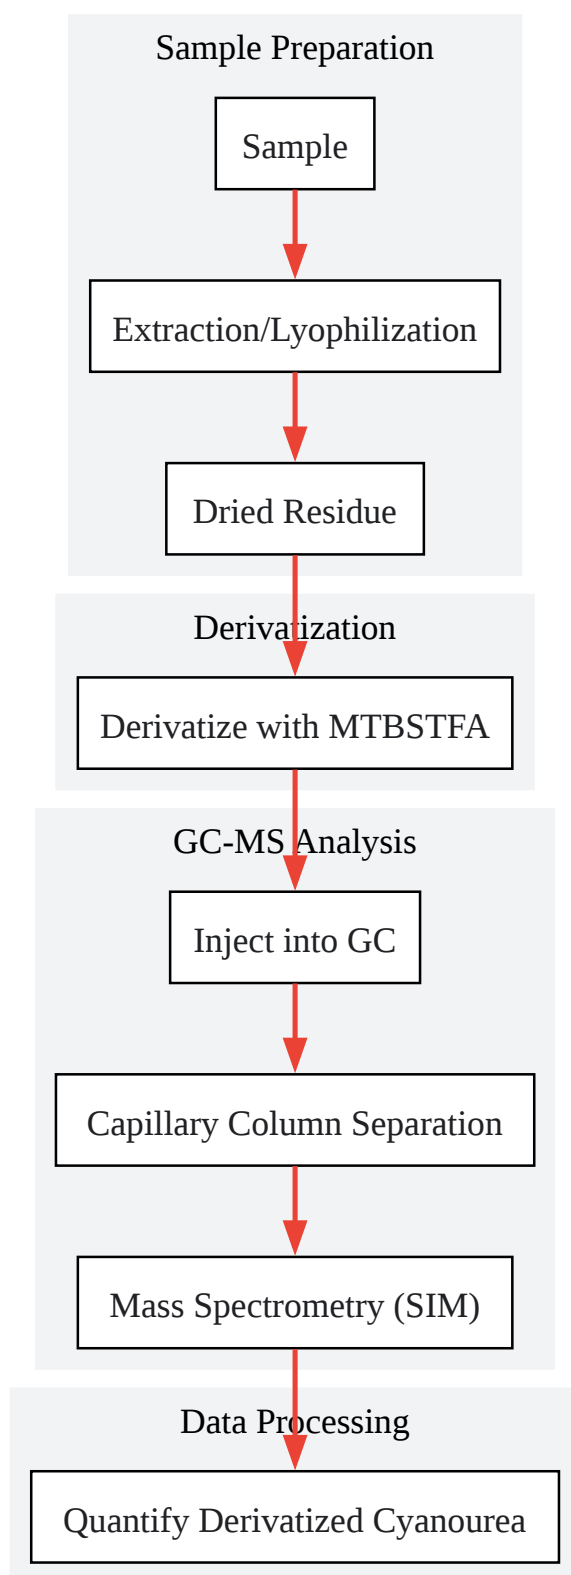 Sample Preparation
Sample
Extraction/Lyophilization
Dried Residue
Derivatization
Derivatize with MTBSTFA
GC-MS Analysis
Inject into GC
Capillary Column Separation
Mass Spectrometry (SIM)
Data Processing
Quantify Derivatized Cyanourea